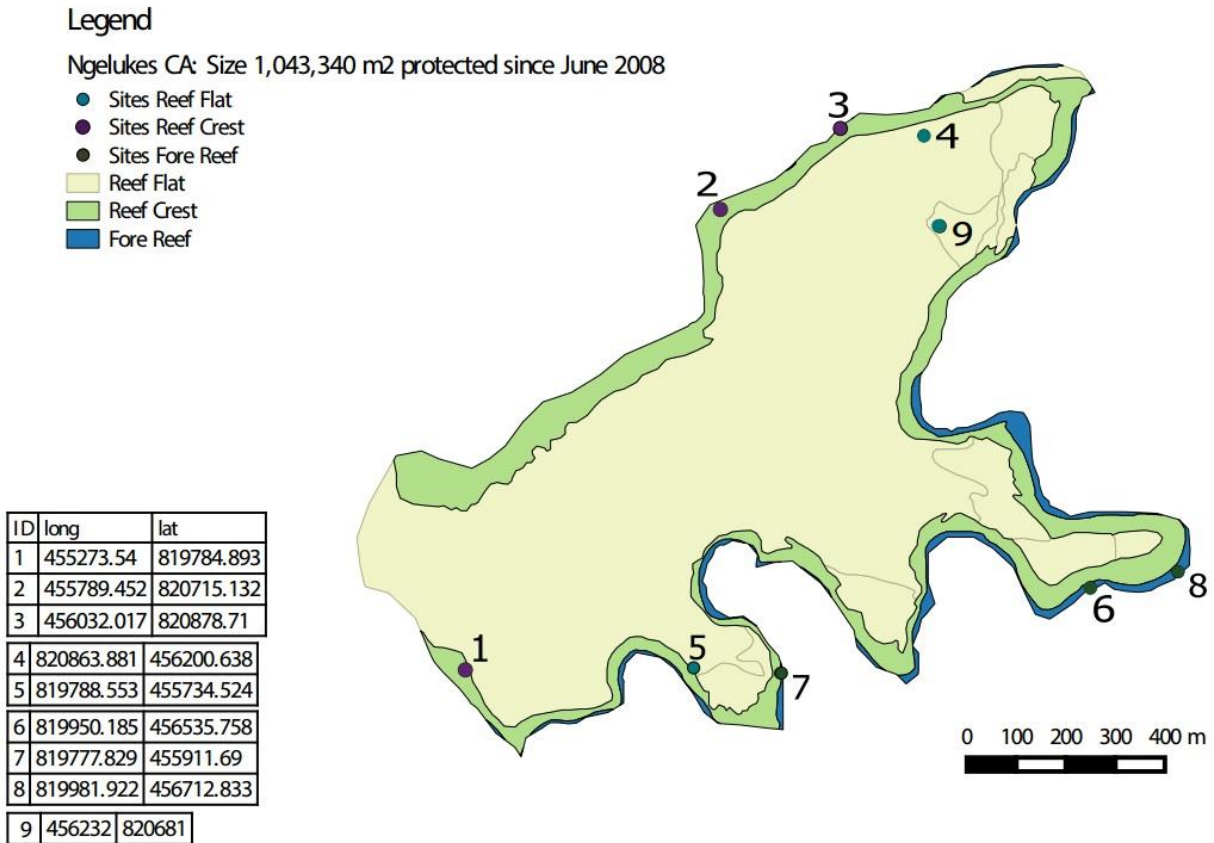 Legend
Ngelukes CA: Size 1,043,340 m2 protected since June 2008
Sites Reef Flat
Sites Reef Crest
Sites Fore Reef
Reef Flat
Reef Crest
Fore Reef
3
4
2
9
ID long lat
1 455273.54 819784.893
2 455789.452 820715.132
3 456032.017 820878.71
4 820863.881 456200.638
5 819788.553 455734.524
6 819950.185 456535.758
7 819777.829 455911.69
8 819981.922 456712.833
9 456232 820681
8
6
1
5
7
0 100 200 300 400 m